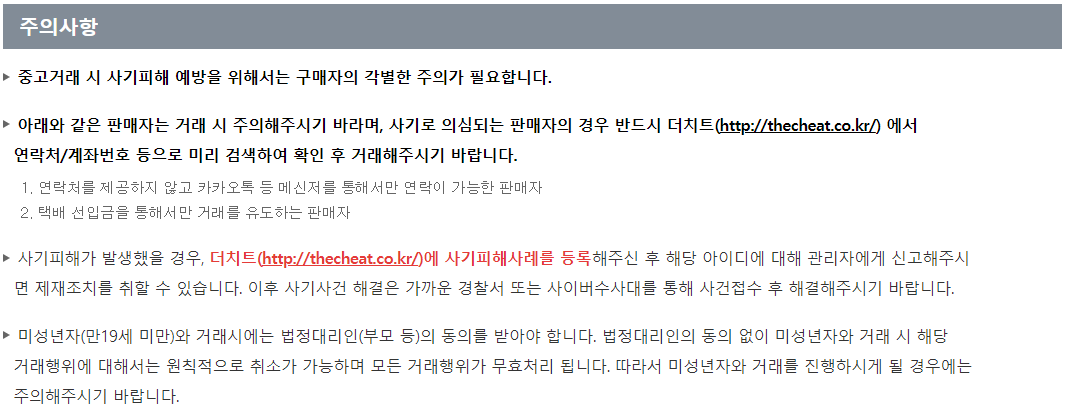 주의사항
중고거래 시 사기피해 예방을 위해서는 구매자의 각별한 주의가 필요합니다.
아래와 같은 판매자는 거래 시 주의해주시기 바라며, 사기로 의심되는 판매자의 경우 반드시 더치트(http://thecheat.co.kr/) 에서
연락처/계좌번호 등으로 미리 검색하여 확인 후 거래해주시기 바랍니다.
1. 연락처를 제공하지 않고 카카오톡 등 메신저를 통해서만 연락이 가능한 판매자
2. 택배 선입금을 통해서만 거래를 유도하는 판매자
사기피해가 발생했을 경우, 더치트(http://thecheat.co.kr/)에 사기피해사례를 등록해주신 후 해당 아이디에 대해 관리자에게 신고해주시
면 제재조치를 취할 수 있습니다. 이후 사기사건 해결은 가까운 경찰서 또는 사이버수사대를 통해 사건접수 후 해결해주시기 바랍니다.
미성년자(만19세 미만)와 거래시에는 법정대리인(부모 등)의 동의를 받아야 합니다. 법정대리인의 동의 없이 미성년자와 거래 시 해당
거래행위에 대해서는 원칙적으로 취소가 가능하며 모든 거래행위가 무효처리 됩니다. 따라서 미성년자와 거래를 진행하시게 될 경우에는
주의해주시기 바랍니다.